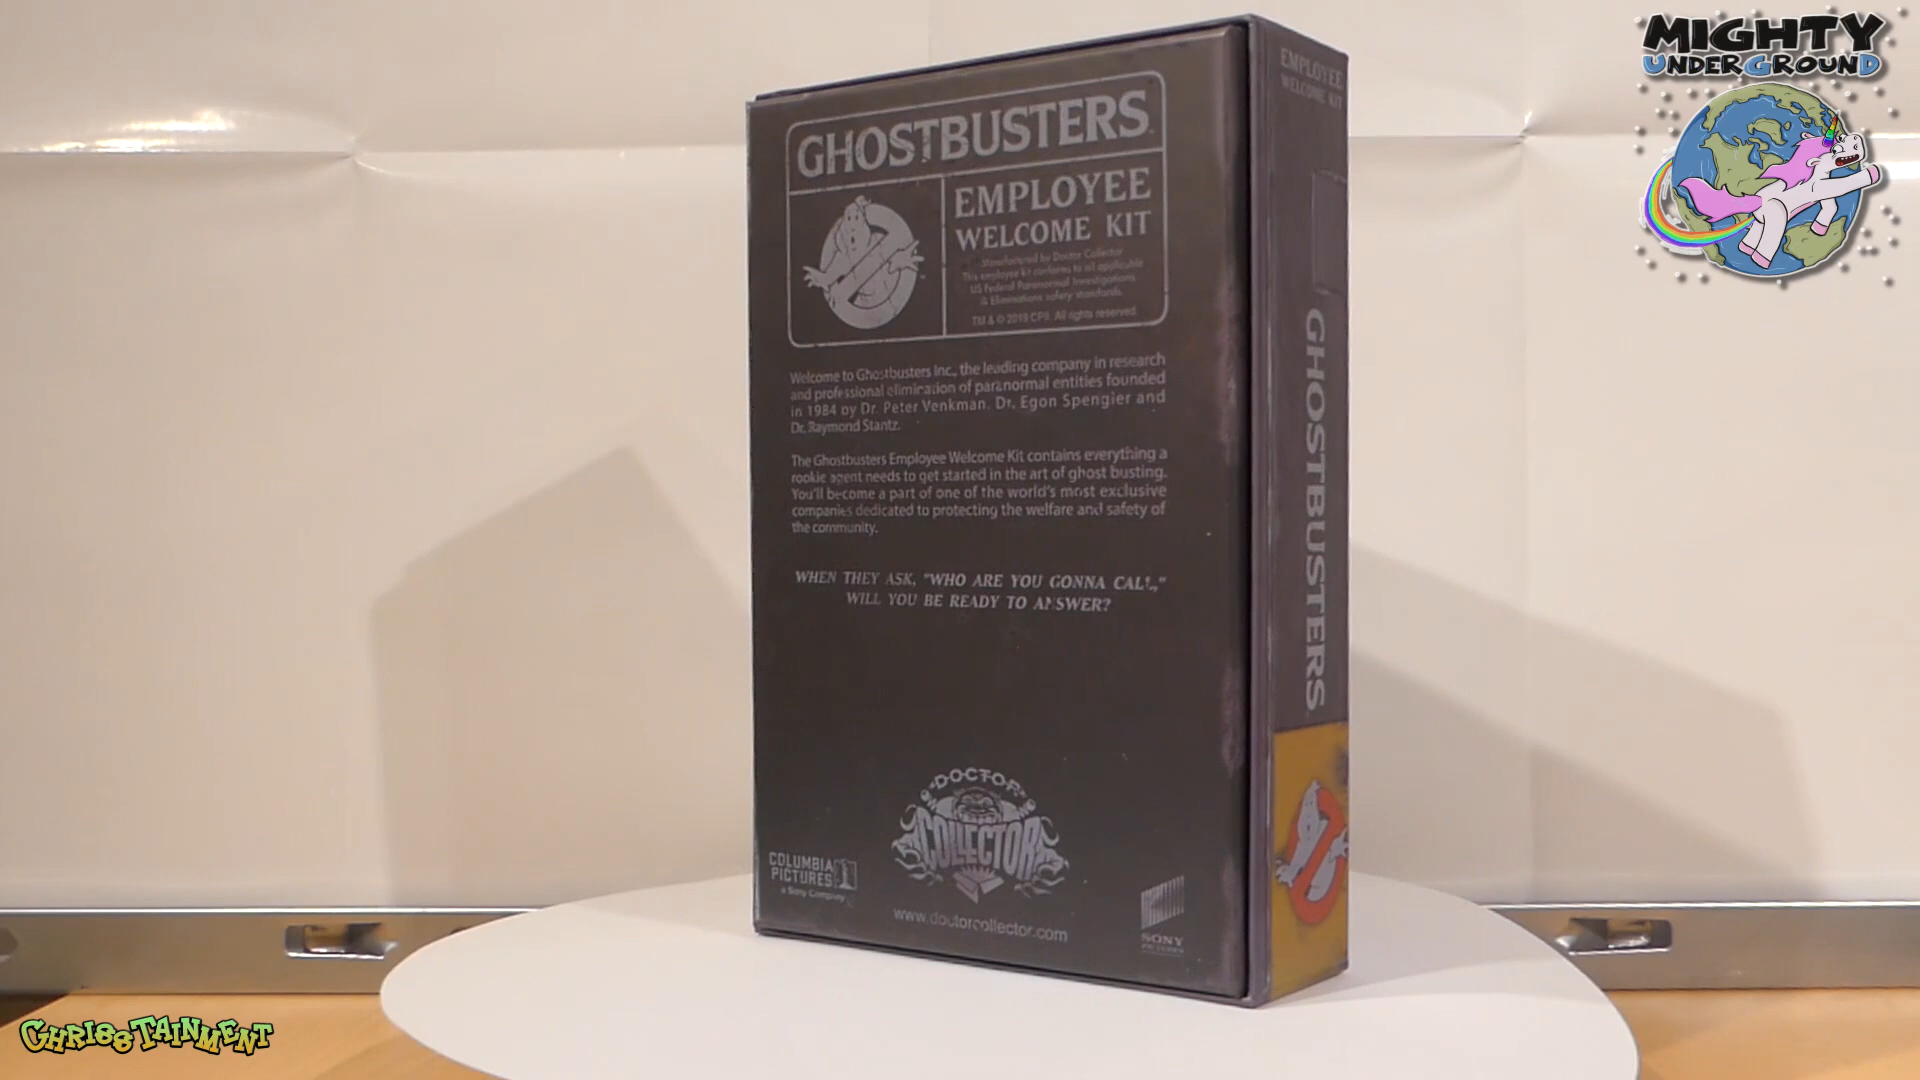 MIGHTY
UNDERGROUND
GHOSTBUSTERS
EMPLOYEE
WELCOME KIT
Manufactured by Doctor Collector
This employee kit conforms to all applicable
US Federal Paranormal Investigations
& Eliminations safety standards.
TM & © 2019 CPII. All rights reserved.
Welcome to Ghostbusters Inc., the leading company in research
and professional elimination of paranormal entities founded
in 1984 by Dr. Peter Venkman, Dr. Egon Spengler and
Dr. Raymond Stantz.
The Ghostbusters Employee Welcome Kit contains everything a
rookie agent needs to get started in the art of ghost busting.
You'll become a part of one of the world's most exclusive
companies dedicated to protecting the welfare and safety of
the community.
WHEN THEY ASK, "WHO ARE YOU GONNA CALL,"
WILL YOU BE READY TO ANSWER?
DOCTOR
COLLECTOR
COLUMBIA
PICTURES
a Sony Company
www.doctorcollector.com
SONY
PICTURES
EMPLOYEE
WELCOME KIT
GHOSTBUSTERS
CHRISSTAINMENT